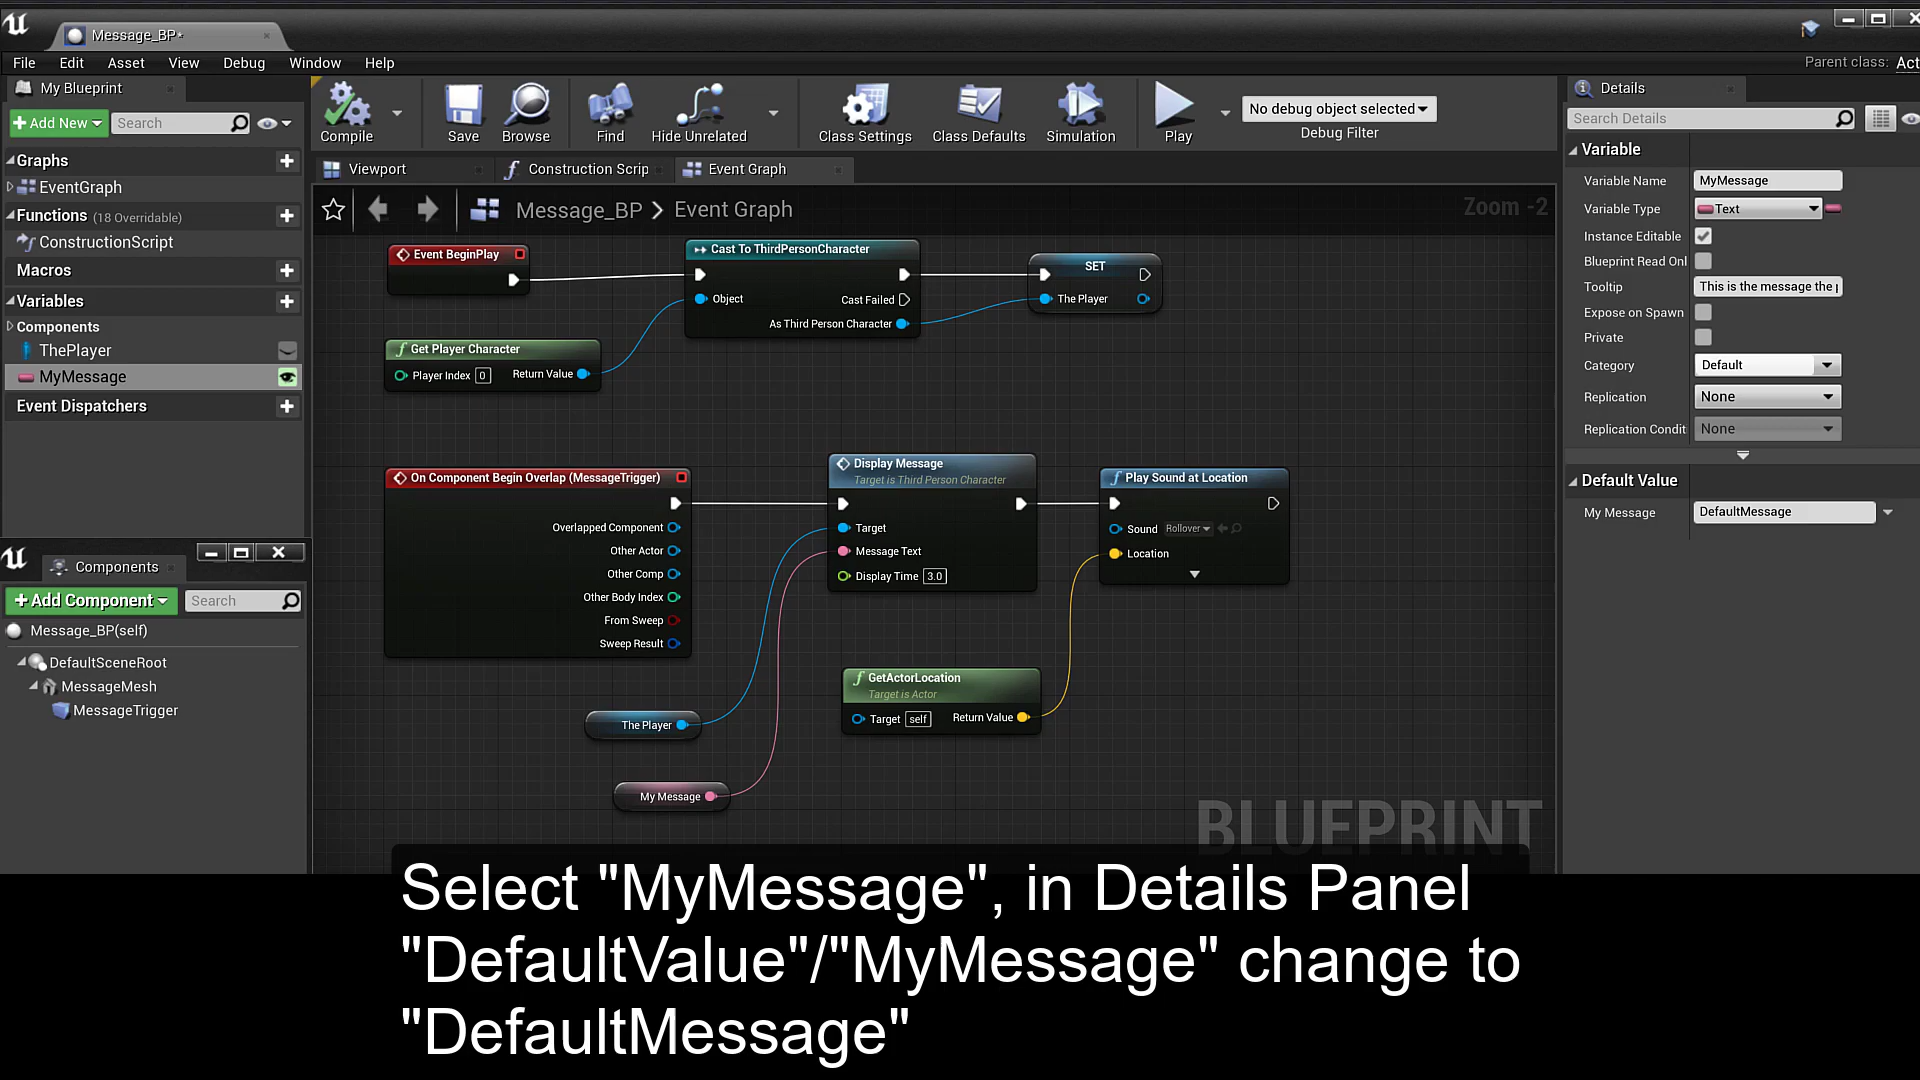 Message_BP*
File Edit Asset View Debug Window Help
Parent class: Act
My Blueprint
Add New
Search
Graphs
EventGraph
Functions (18 Overridable)
ConstructionScript
Macros
Variables
Components
ThePlayer
MyMessage
Event Dispatchers
Components
Add Component
Search
Message_BP(self)
DefaultSceneRoot
MessageMesh
MessageTrigger
Compile
Save
Browse
Find
Hide Unrelated
Class Settings
Class Defaults
Simulation
Play
No debug object selected
Debug Filter
Viewport
Construction Scrip
Event Graph
Message_BP > Event Graph
Zoom -2
Event BeginPlay
Cast To ThirdPersonCharacter
Object
Cast Failed
As Third Person Character
SET
The Player
Get Player Character
Player Index 0
Return Value
On Component Begin Overlap (MessageTrigger)
Overlapped Component
Other Actor
Other Comp
Other Body Index
From Sweep
Sweep Result
Display Message
Target is Third Person Character
Target
Message Text
Display Time 3.0
Play Sound at Location
Sound Rollover
Location
GetActorLocation
Target is Actor
Target self
Return Value
The Player
My Message
BLUEPRINT
Details
Search Details
Variable
Variable Name MyMessage
Variable Type Text
Instance Editable
Blueprint Read Onl
Tooltip This is the message the p
Expose on Spawn
Private
Category Default
Replication None
Replication Condit None
Default Value
My Message DefaultMessage
Select "MyMessage", in Details Panel
"DefaultValue"/"MyMessage" change to
"DefaultMessage"